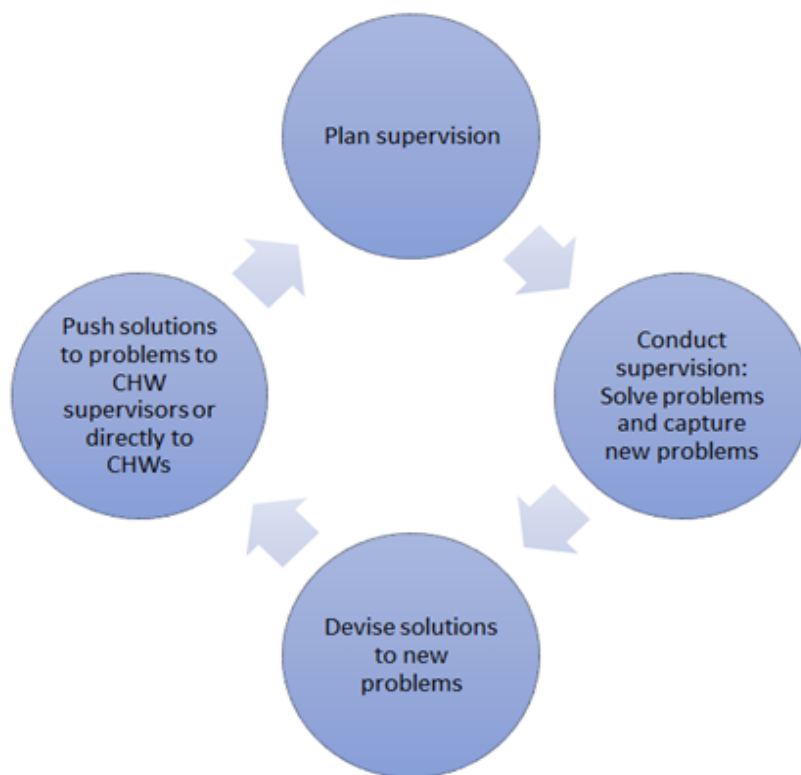 Plan supervision
Conduct
supervision:
Solve problems
and capture
new problems
Devise solutions
to new
problems
Push solutions
to problems to
CHW
supervisors or
directly to
CHWs